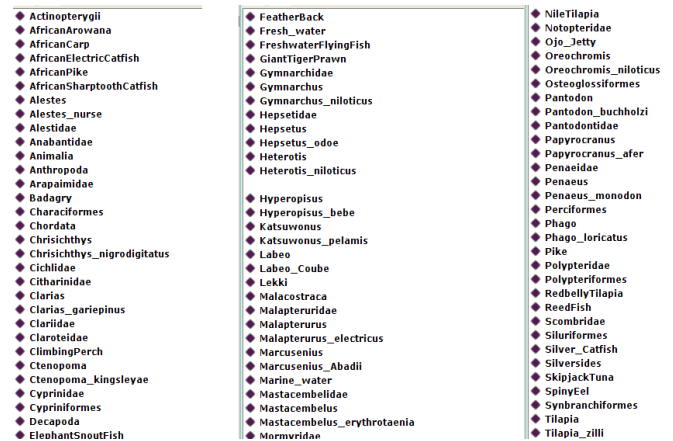 Actinopterygii
AfricanArowana
AfricanCarp
AfricanElectricCatfish
AfricanPike
AfricanSharptoothCatfish
Alestes
Alestes_nurse
Alestidae
Anabantidae
Animalia
Anthropoda
Arapaimidae
Badagry
Characiformes
Chordata
Chrisichthys
Chrisichthys_nigrodigitatus
Cichlidae
Citharinidae
Clarias
Clarias_gariepinus
Clariidae
Claroteidae
ClimbingPerch
Ctenopoma
Ctenopoma_kingsleyae
Cyprinidae
Cypriniformes
Decapoda
ElephantSnoutFish
FeatherBack
Fresh_water
FreshwaterFlyingFish
GiantTigerPrawn
Gymnarchidae
Gymnarchus
Gymnarchus_niloticus
Hepsetidae
Hepsetus
Hepsetus_odoe
Heterotis
Heterotis_niloticus
Hyperopisus
Hyperopisus_bebe
Katsuwonus
Katsuwonus_pelamis
Labeo
Labeo_Coube
Lekki
Malacostraca
Malapteruridae
Malapterurus
Malapterurus_electricus
Marcusenius
Marcusenius_Abadii
Marine_water
Mastacembelidae
Mastacembelus
Mastacembelus_erythrotaenia
Mormyridae
NileTilapia
Notopteridae
Ojo_Jetty
Oreochromis
Oreochromis_niloticus
Osteoglossiformes
Pantodon
Pantodon_buchholzi
Pantodontidae
Papyrocranus
Papyrocranus_afer
Penaeidae
Penaeus
Penaeus_monodon
Perciformes
Phago
Phago_loricatus
Pike
Polypteridae
Polypteriformes
RedbellyTilapia
ReedFish
Scombridae
Siluriformes
Silver_Catfish
Silversides
SkipjackTuna
SpinyEel
Synbranchiformes
Tilapia
Tilapia_zilli